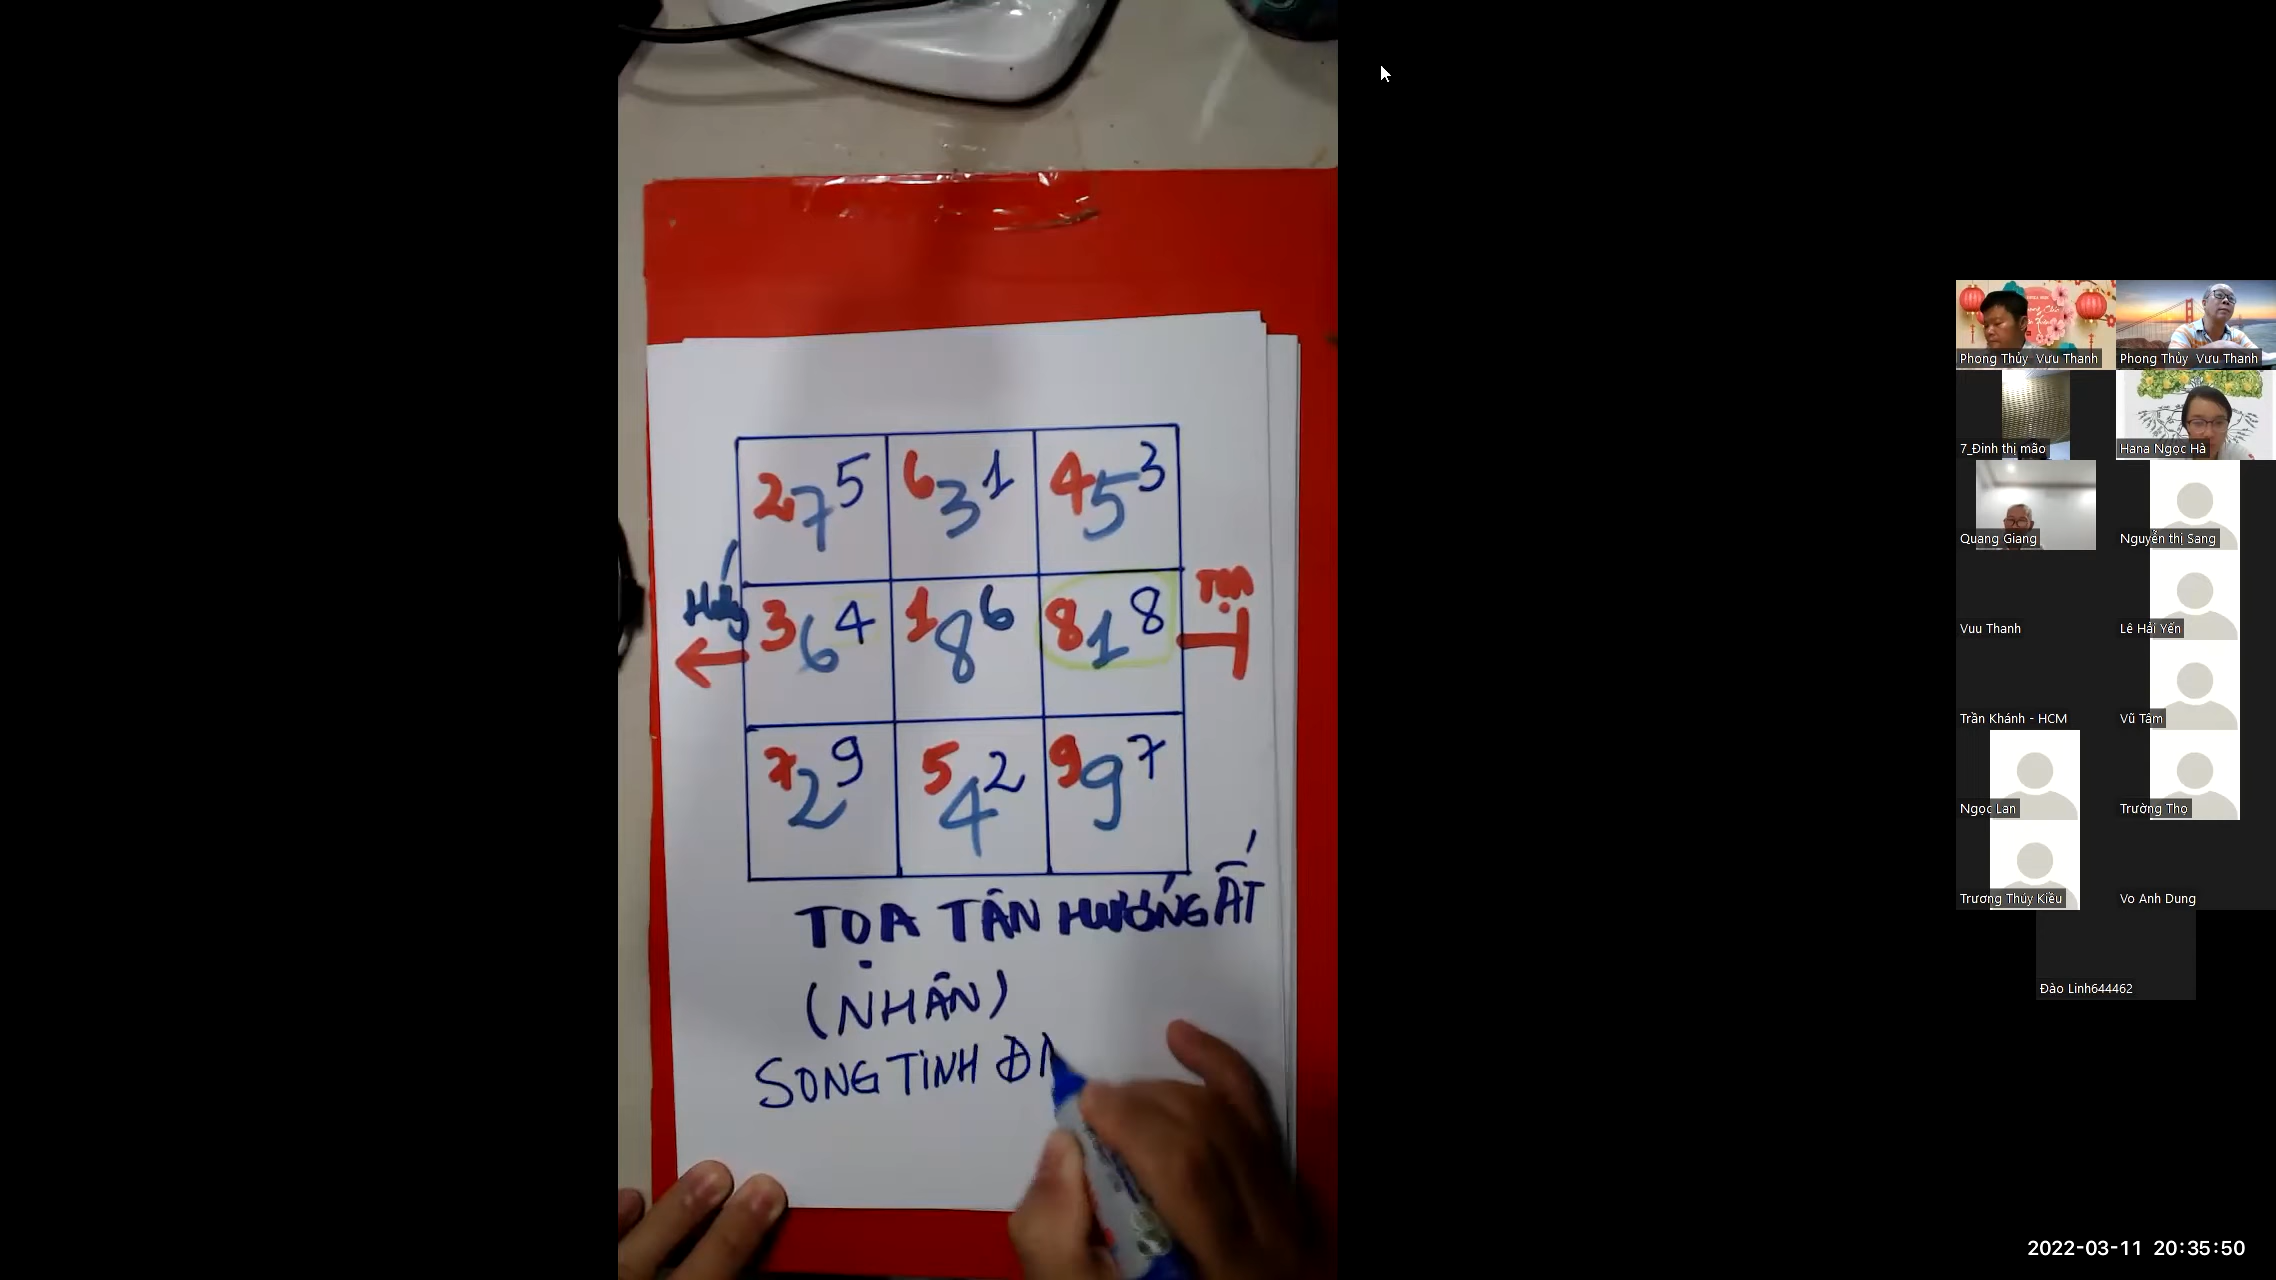 2 7 5 6 3 1 4 5 3
Hướng 3 6 4 1 8 6 8 1 8 Tọa
7 2 9 5 4 2 9 9 7
TỌA TÂN HƯỚNG ẤT
(NHÂN)
SONG TINH ĐA
Phong Thủy Vưu Thanh
Phong Thủy Vưu Thanh
7_Đinh thị mão
Hana Ngọc Hà
Quang Giang
Nguyễn thị Sang
Vuu Thanh
Lê Hải Yến
Trần Khánh - HCM
Vũ Tâm
Ngọc Lan
Trường Thọ
Trương Thúy Kiều
Vo Anh Dung
Đào Linh644462
2022-03-11 20:35:50